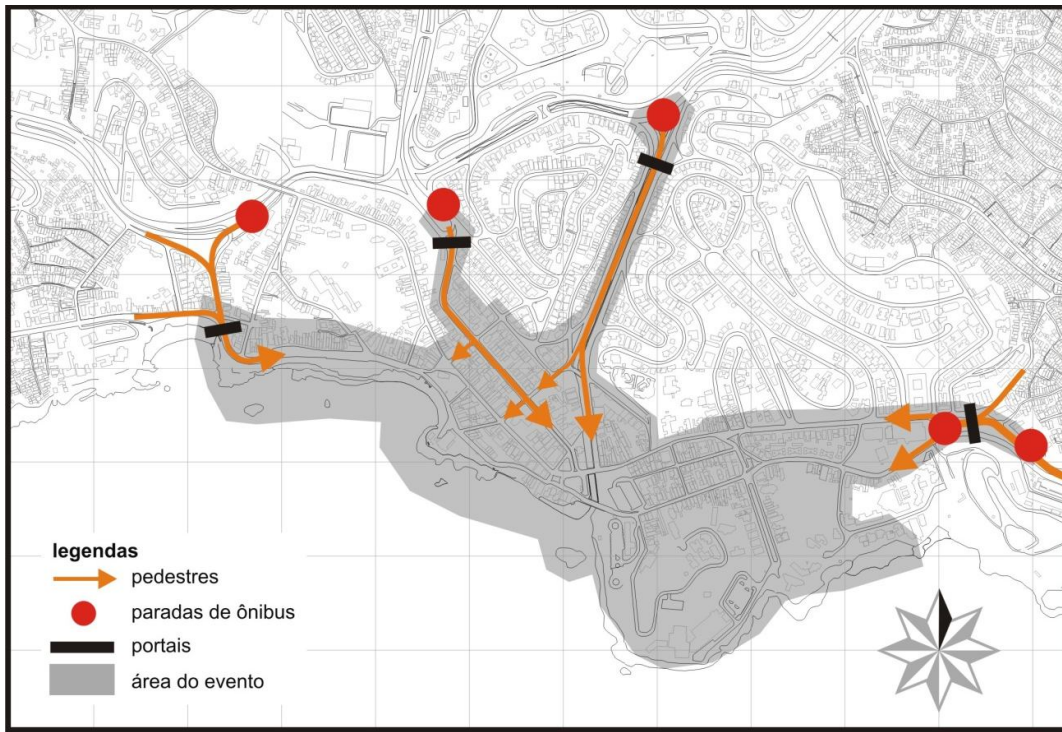 legendas
pedestres
paradas de ônibus
portais
área do evento